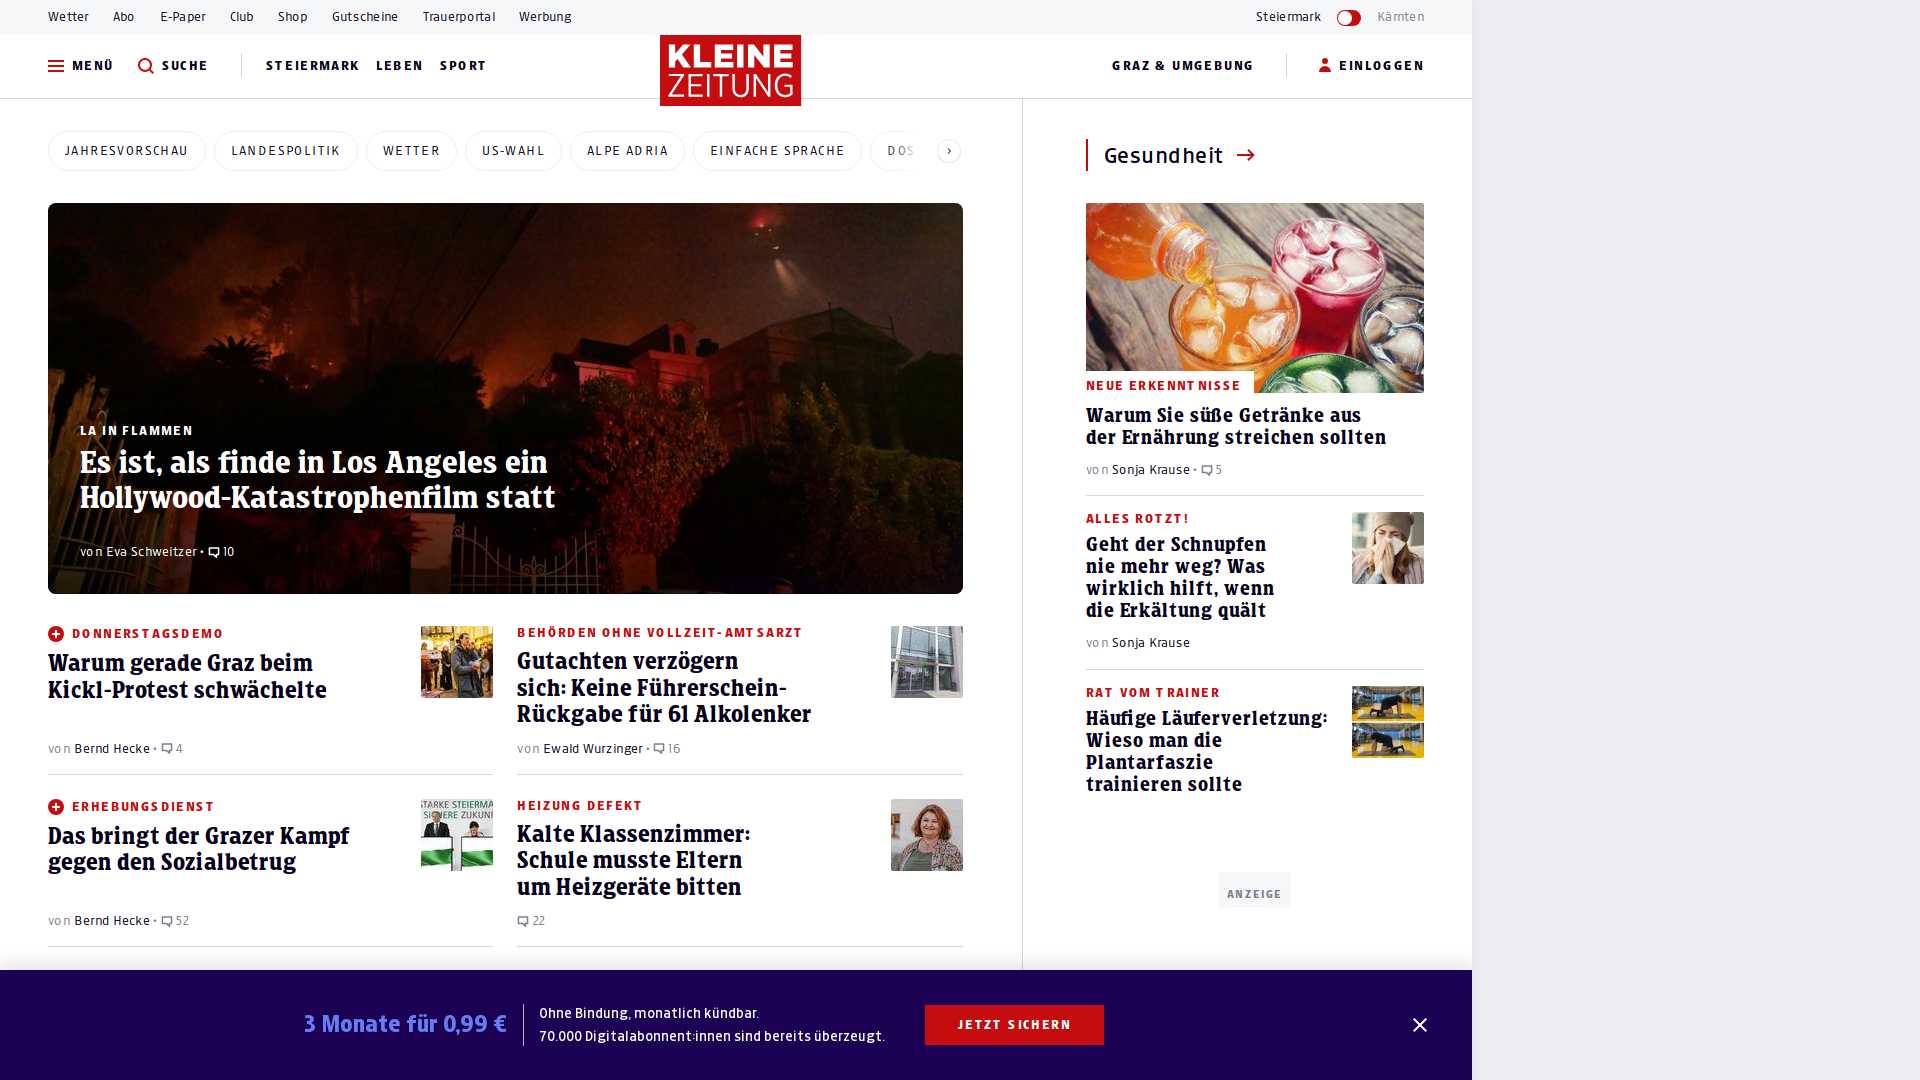 Wetter Abo E-Paper Club Shop Gutscheine Trauerportal Werbung
Steiermark Kärnten
MENÜ SUCHE STEIERMARK LEBEN SPORT
KLEINE
ZEITUNG
GRAZ & UMGEBUNG EINLOGGEN
JAHRESVORSCHAU LANDESPOLITIK WETTER US-WAHL ALPE ADRIA EINFACHE SPRACHE DOS
LA IN FLAMMEN
Es ist, als finde in Los Angeles ein
Hollywood-Katastrophenfilm statt
von Eva Schweitzer • 10
DONNERSTAGSDEMO
Warum gerade Graz beim
Kickl-Protest schwächelte
von Bernd Hecke • 4
BEHÖRDEN OHNE VOLLZEIT-AMTSARZT
Gutachten verzögern
sich: Keine Führerschein-
Rückgabe für 61 Alkolenker
von Ewald Wurzinger • 16
ERHEBUNGSDIENST
Das bringt der Grazer Kampf
gegen den Sozialbetrug
von Bernd Hecke • 52
STARKE STEIERMA
SICHERE ZUKUNF
HEIZUNG DEFEKT
Kalte Klassenzimmer:
Schule musste Eltern
um Heizgeräte bitten
22
Gesundheit
NEUE ERKENNTNISSE
Warum Sie süße Getränke aus
der Ernährung streichen sollten
von Sonja Krause • 5
ALLES ROTZT!
Geht der Schnupfen
nie mehr weg? Was
wirklich hilft, wenn
die Erkältung quält
von Sonja Krause
RAT VOM TRAINER
Häufige Läuferverletzung:
Wieso man die
Plantarfaszie
trainieren sollte
ANZEIGE
3 Monate für 0,99 €
Ohne Bindung, monatlich kündbar.
70.000 Digitalabonnent:innen sind bereits überzeugt.
JETZT SICHERN